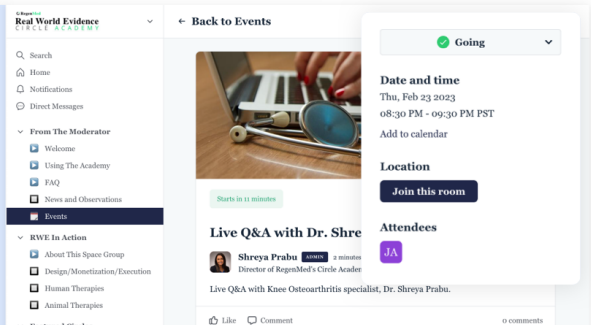 G-RegenMed
Real World Evidence
CIRCLE ACADEMY
Search
Home
Notifications
Direct Messages
From The Moderator
Welcome
Using The Academy
FAQ
News and Observations
Events
RWE In Action
About This Space Group
Design/Monetization/Execution
Human Therapies
Animal Therapies
← Back to Events
Starts in 11 minutes
Live Q&A with Dr. Shre
Shreya Prabu ADMIN 2 minutes
Director of RegenMed's Circle Acader
Live Q&A with Knee Osteoarthritis specialist, Dr. Shreya Prabu.
Like Comment 0 comments
Going
Date and time
Thu, Feb 23 2023
08:30 PM - 09:30 PM PST
Add to calendar
Location
Join this room
Attendees
JA